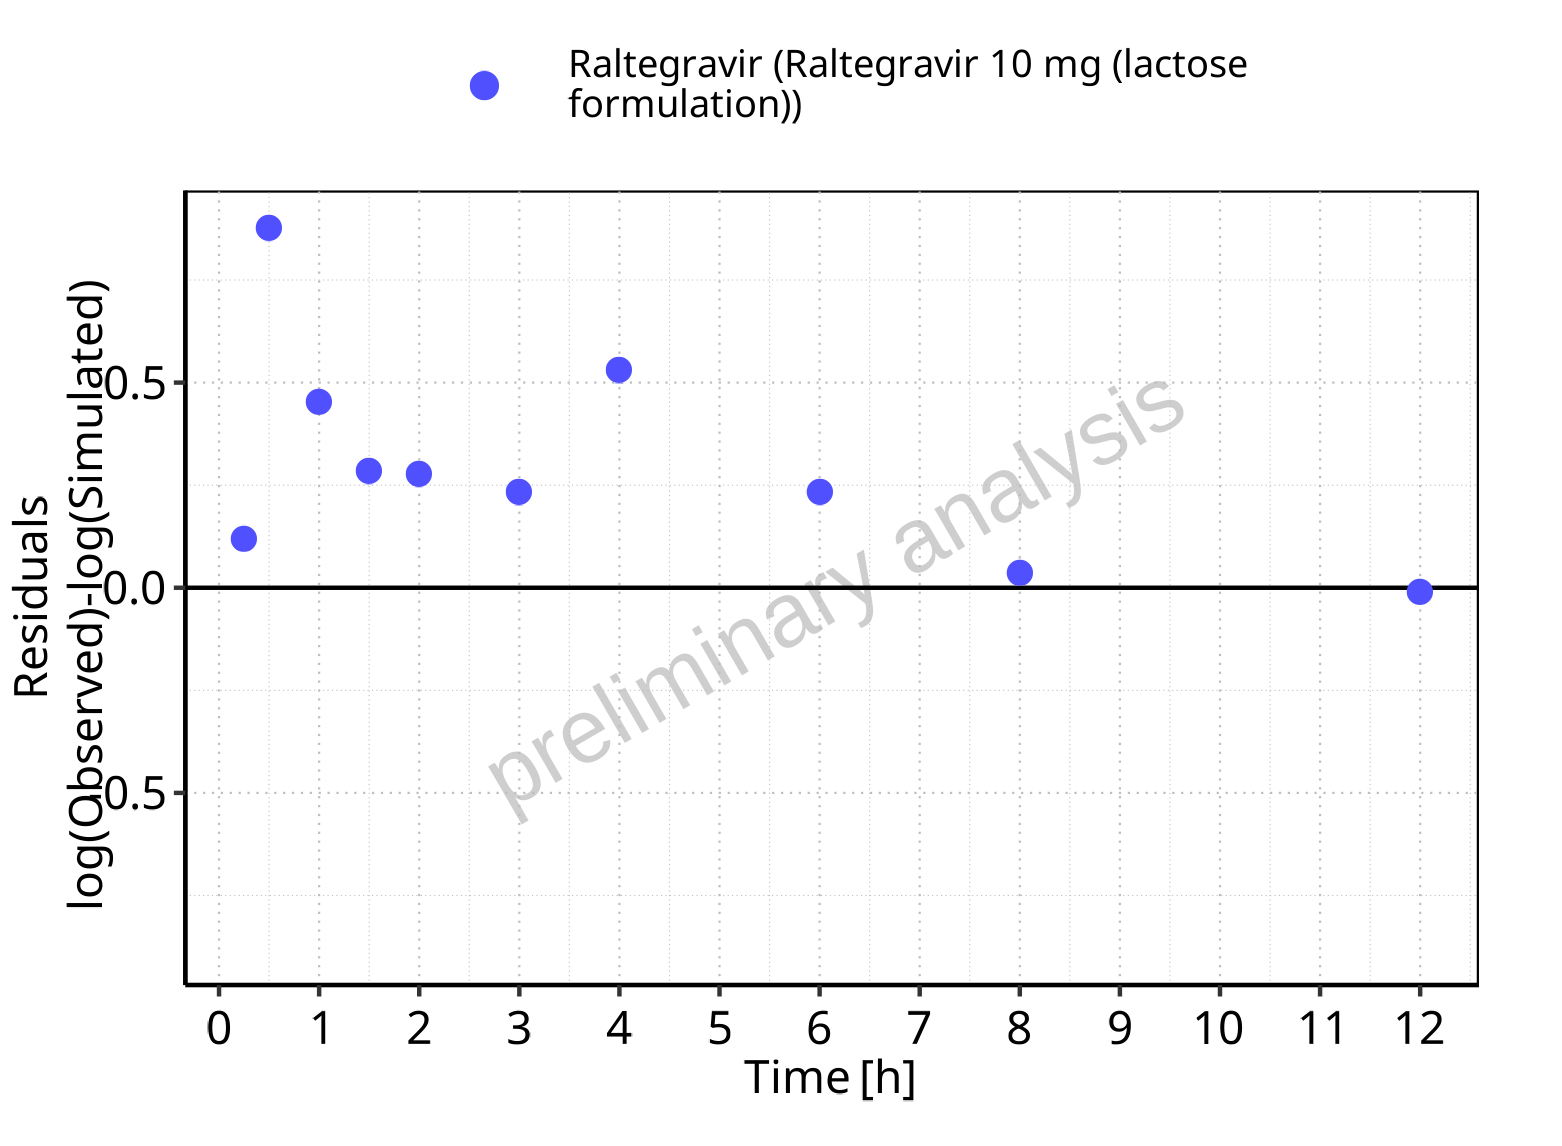 Raltegravir (Raltegravir 10 mg (lactose
formulation))
Residuals
log(Observed)-log(Simulated)
0.5
0.0
-0.5
preliminary analysis
0 1 2 3 4 5 6 7 8 9 10 11 12
Time [h]